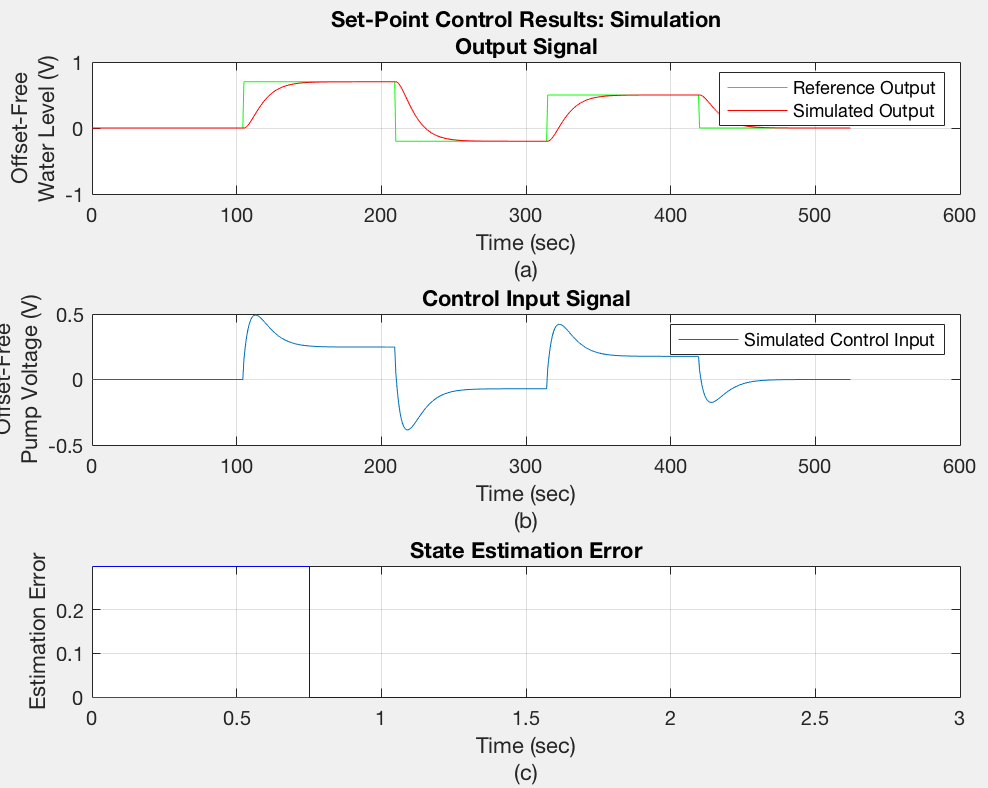 Set-Point Control Results: Simulation
Output Signal
Offset-Free
Water Level (V)
1
0
-1
Reference Output
Simulated Output
0 100 200 300 400 500 600
Time (sec)
(a)
Control Input Signal
Offset-Free
Pump Voltage (V)
0.5
0
-0.5
Simulated Control Input
0 100 200 300 400 500 600
Time (sec)
(b)
State Estimation Error
Estimation Error
0.2
0.1
0
0 0.5 1 1.5 2 2.5 3
Time (sec)
(c)